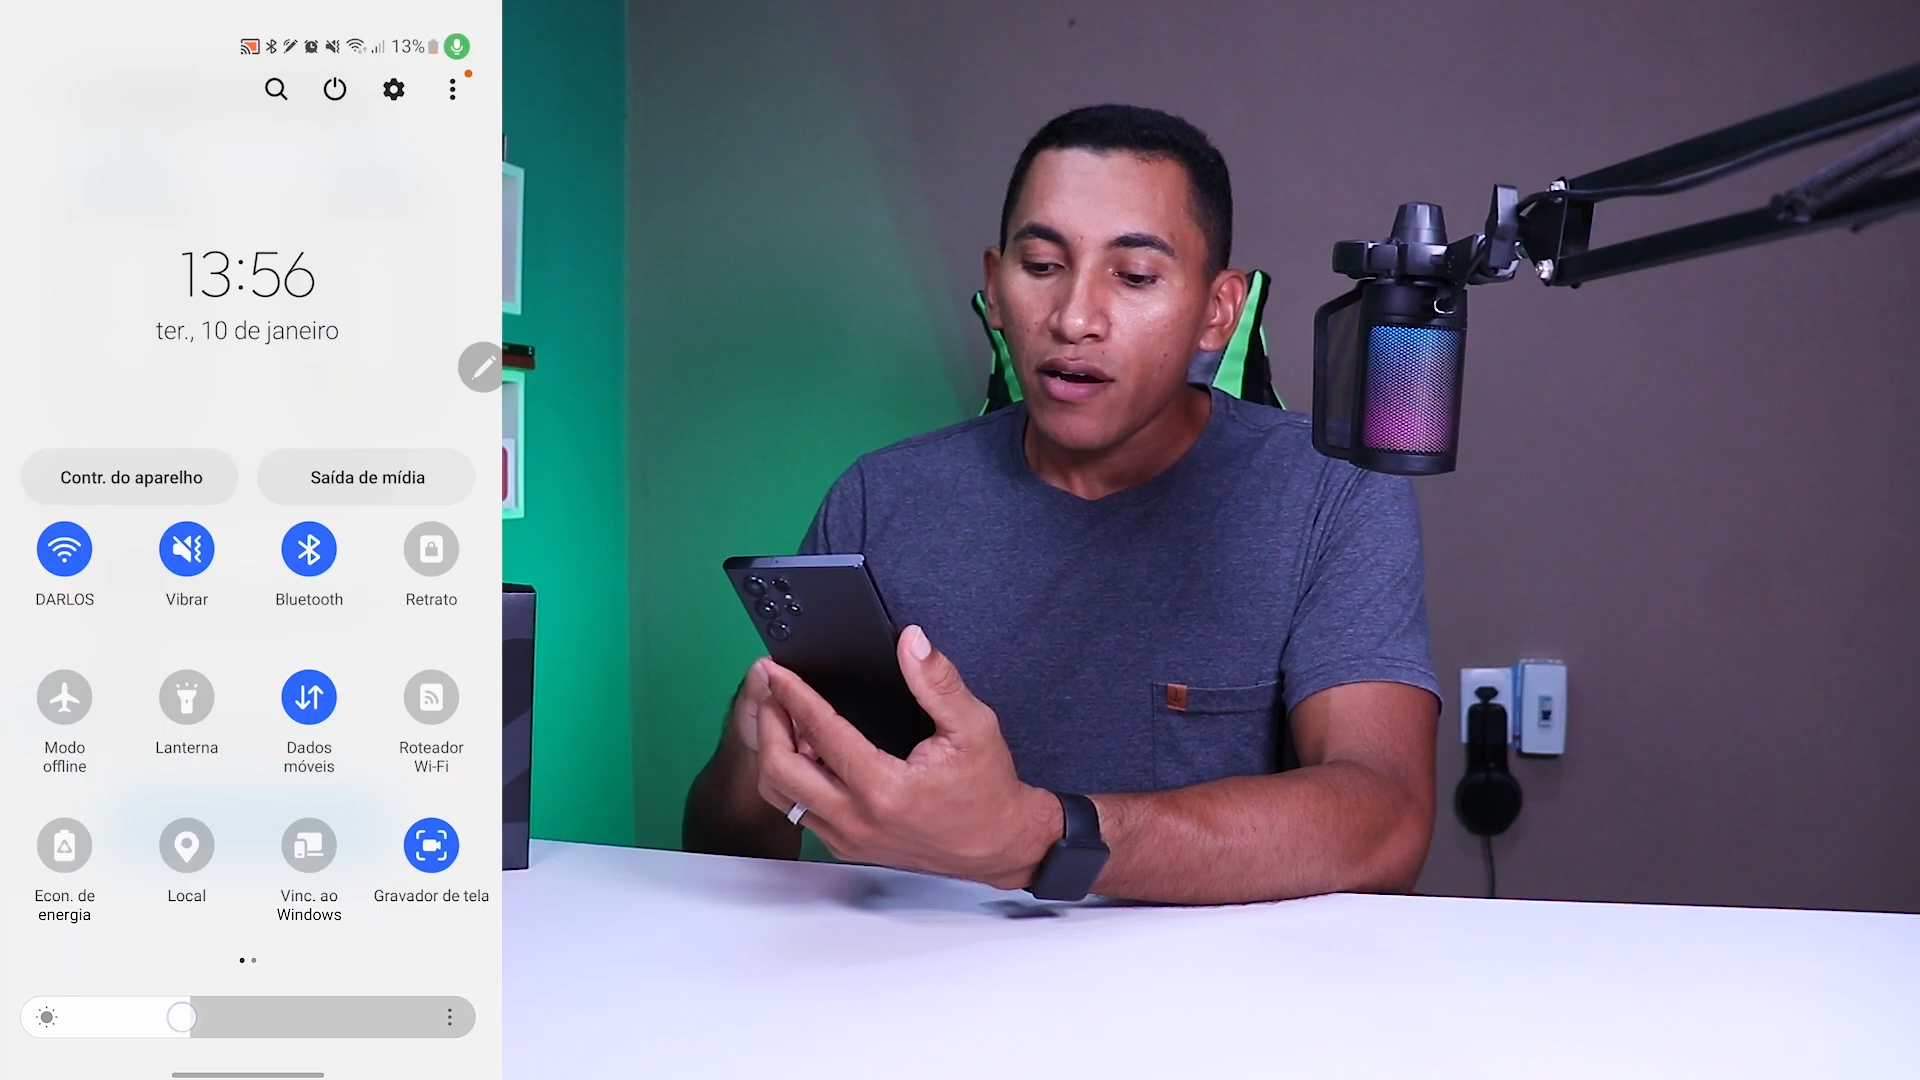 13%
13:56
ter., 10 de janeiro
Contr. do aparelho
Saída de mídia
DARLOS
Vibrar
Bluetooth
Retrato
Modo
offline
Lanterna
Dados
móveis
Roteador
Wi-Fi
Econ. de
energia
Local
Vinc. ao
Windows
Gravador de tela